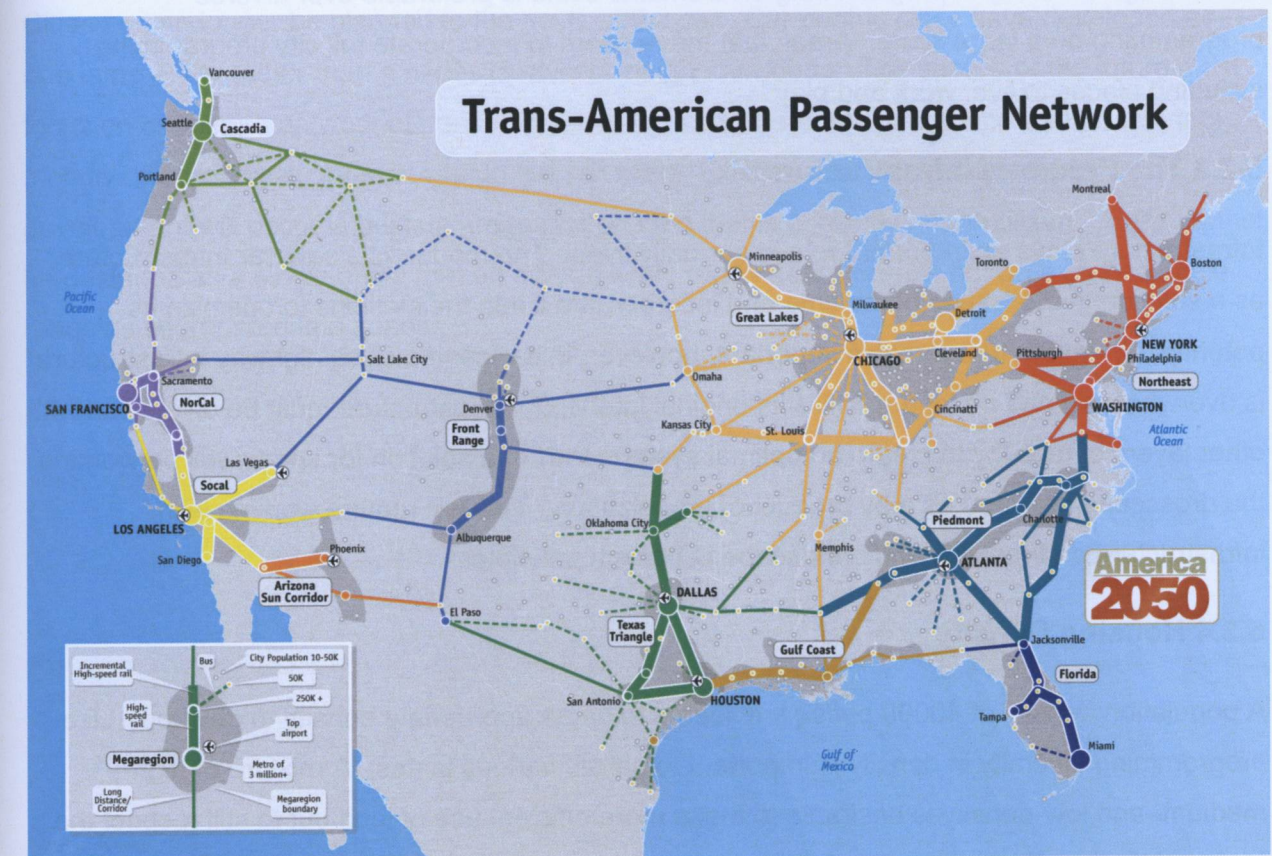 Trans-American Passenger Network
Vancouver
Seattle
Cascadia
Portland
Pacific
Ocean
Sacramento
SAN FRANCISCO
NorCal
Salt Lake City
Las Vegas
Socal
LOS ANGELES
San Diego
Phoenix
Arizona
Sun Corridor
Denver
Front
Range
Albuquerque
El Paso
Minneapolis
Great Lakes
Milwaukee
CHICAGO
Detroit
Cleveland
Toronto
Omaha
Kansas City
St. Louis
Cincinatti
Pittsburgh
Montreal
Boston
NEW YORK
Philadelphia
Northeast
WASHINGTON
Atlantic
Ocean
Oklahoma City
DALLAS
Texas
Triangle
San Antonio
HOUSTON
Memphis
Gulf Coast
Piedmont
Charlotte
ATLANTA
Jacksonville
Florida
Tampa
Miami
Gulf of
Mexico
America
2050
Incremental
High-speed rail
Bus
City Population 10-50K
50K
250K +
High-
speed
rail
Top
airport
Megaregion
Metro of
3 million+
Long
Distance/
Corridor
Megaregion
boundary